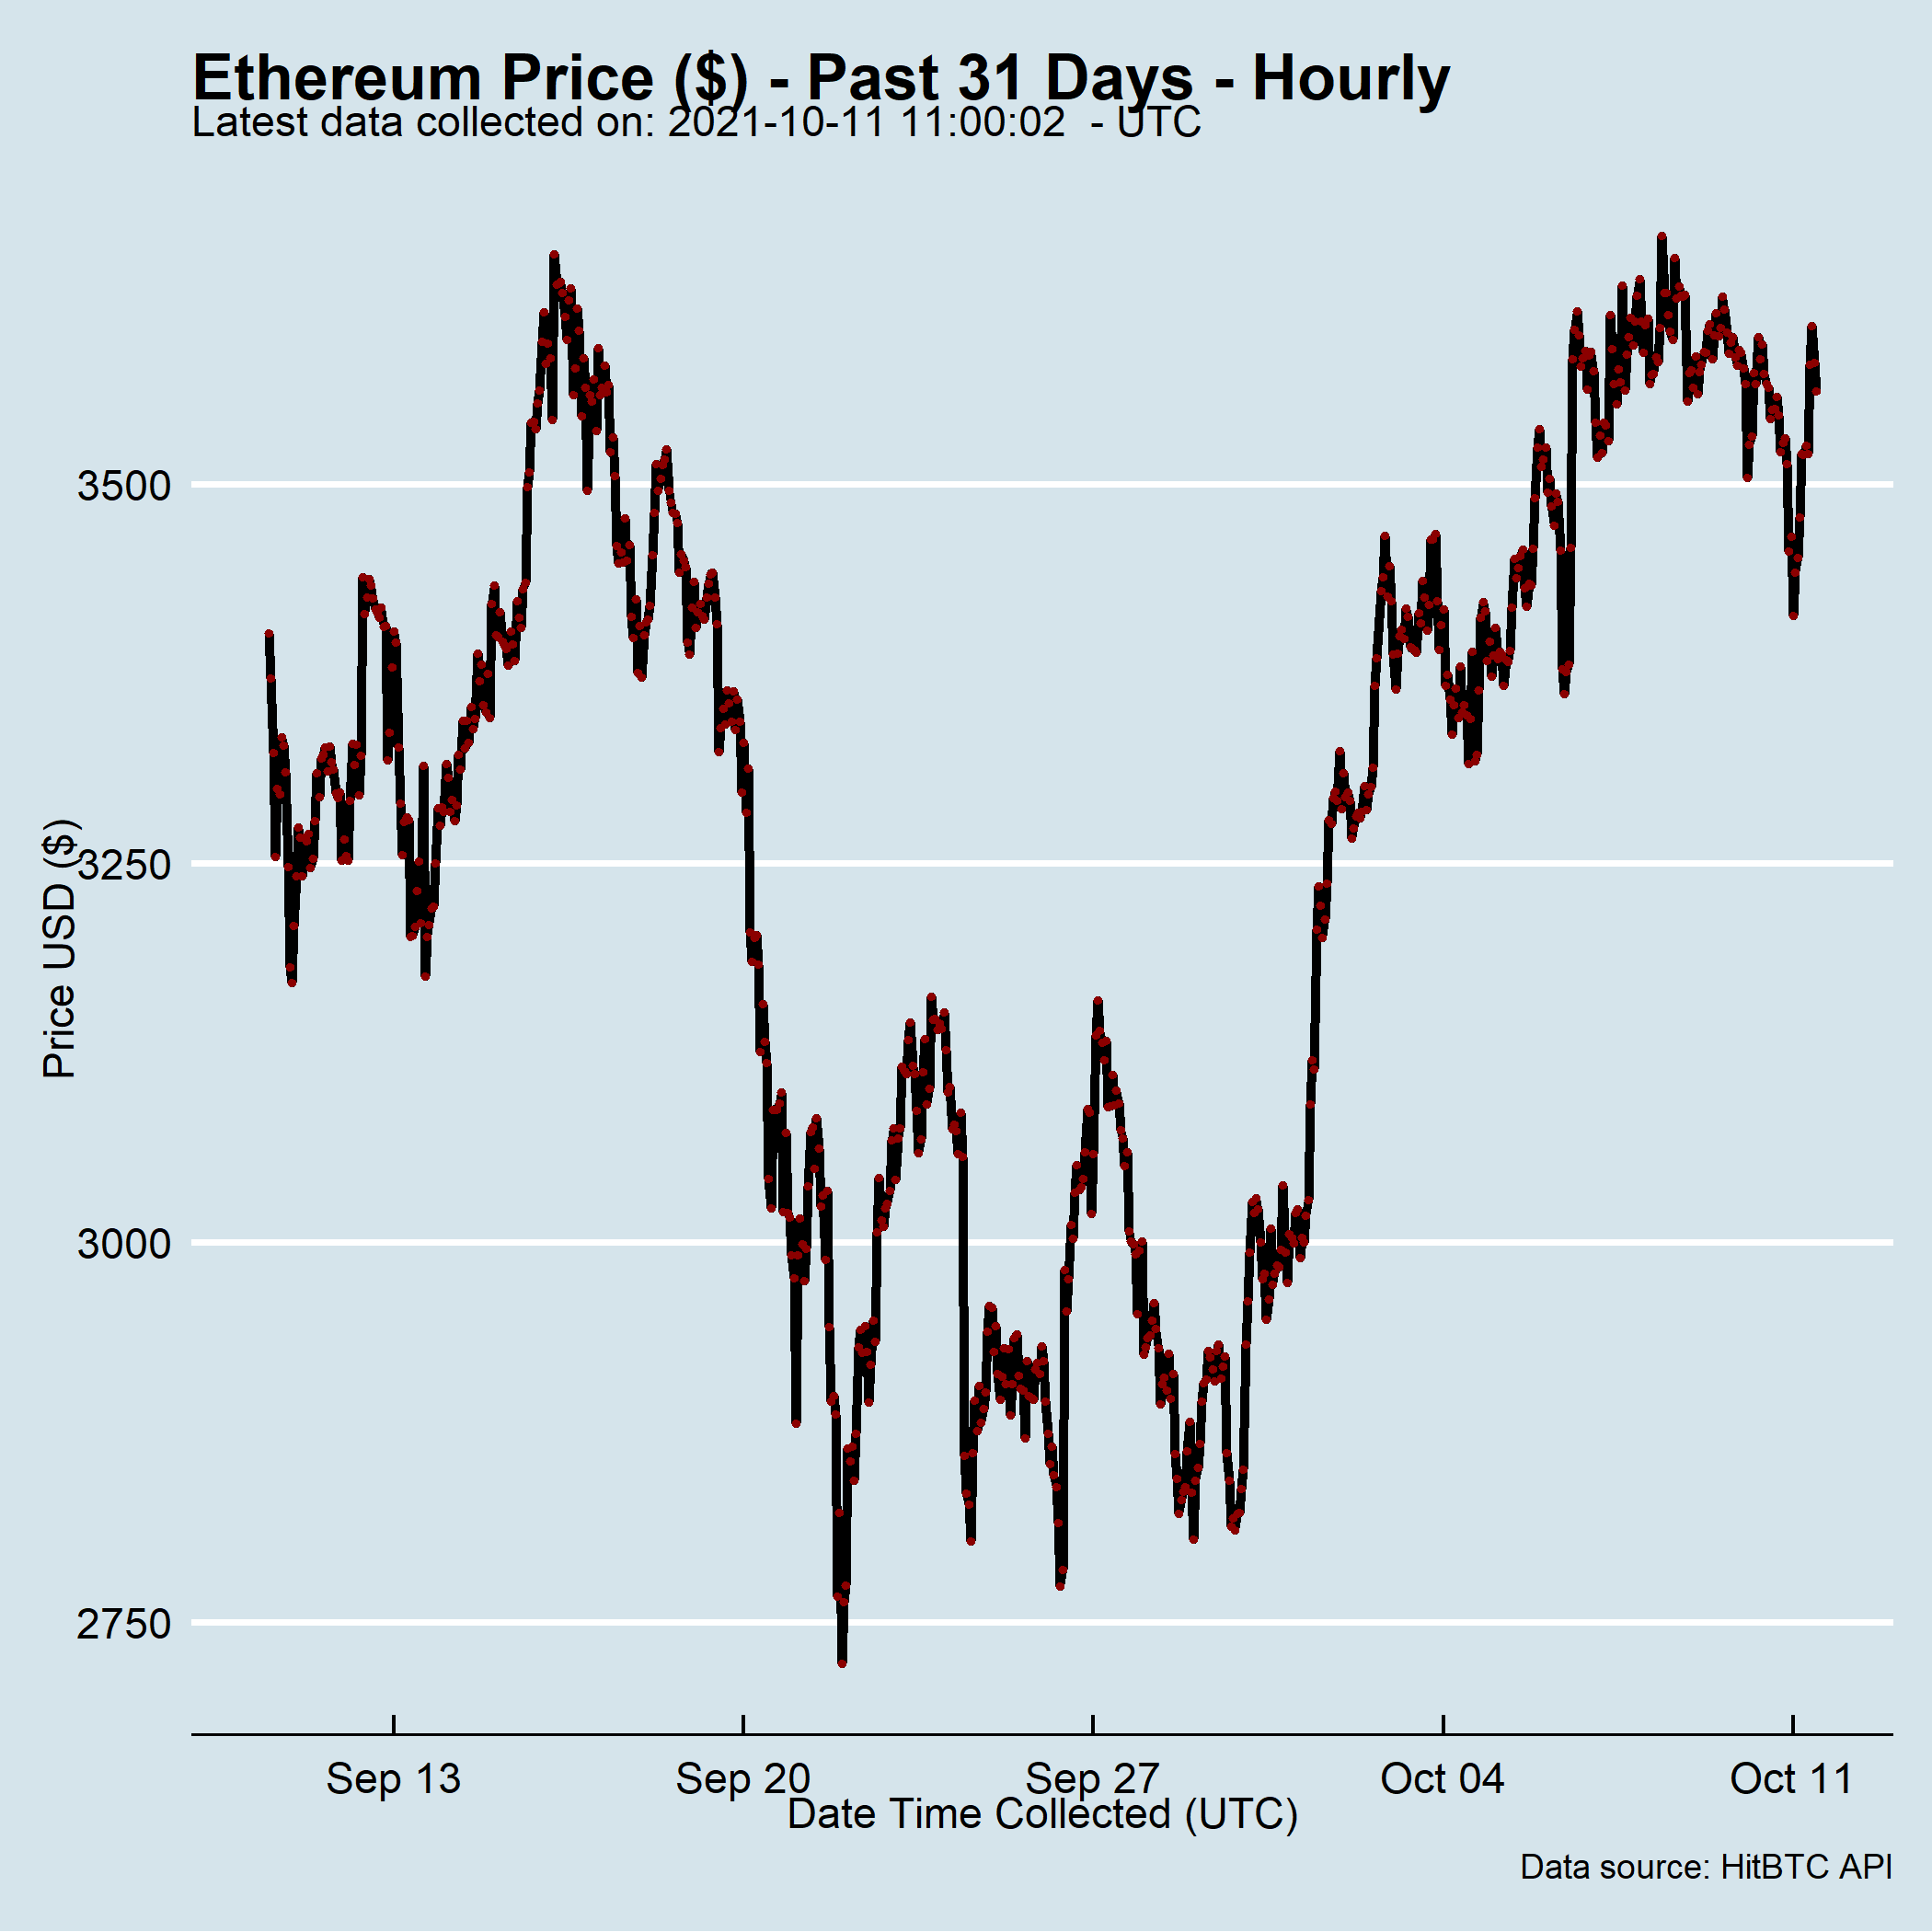 Ethereum Price ($) - Past 31 Days - Hourly
Latest data collected on: 2021-10-11 11:00:02  - UTC
Price USD ($)
3500
3250
3000
2750
Sep 13
Sep 20
Sep 27
Oct 04
Oct 11
Date Time Collected (UTC)
Data source: HitBTC API